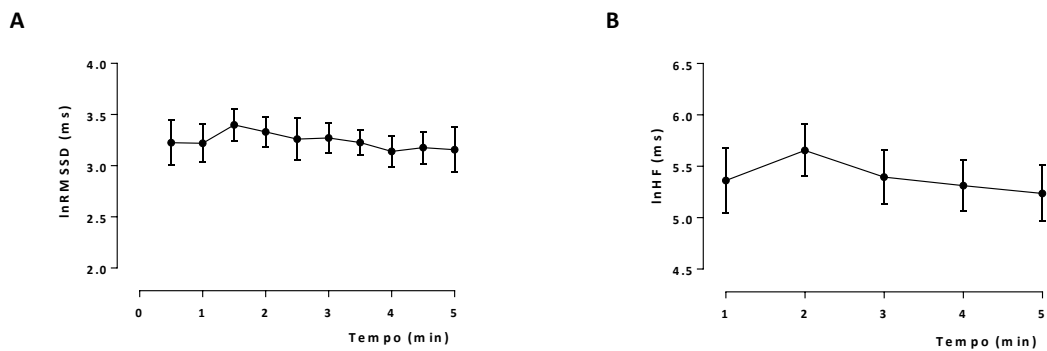 A
lnRMSSD (ms)
4.0
3.5
3.0
2.5
2.0
0 1 2 3 4 5
Tempo (min)
B
lnHF (ms)
6.5
6.0
5.5
5.0
4.5
1 2 3 4 5
Tempo (min)